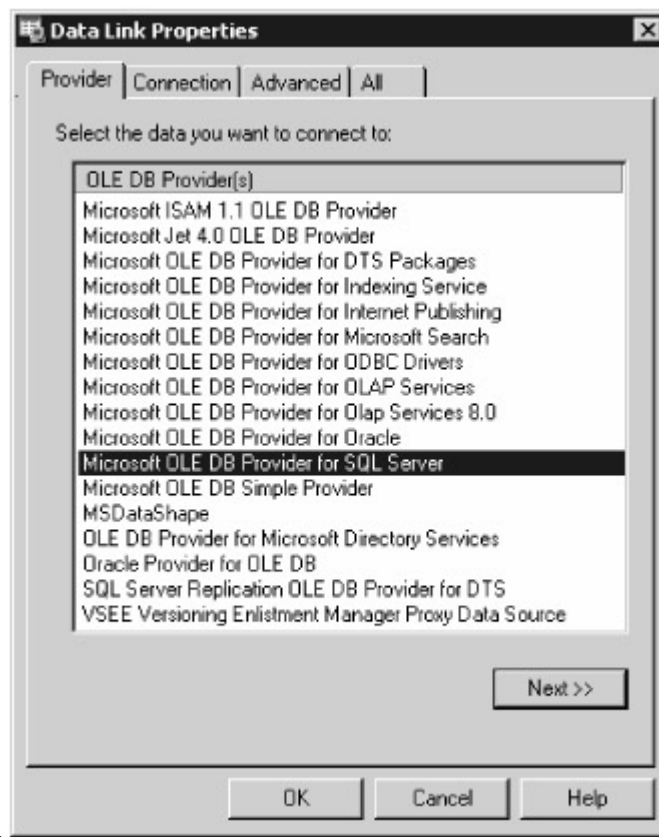 Data Link Properties
Provider Connection Advanced All
Select the data you want to connect to:
OLE DB Provider(s)
Microsoft ISAM 1.1 OLE DB Provider
Microsoft Jet 4.0 OLE DB Provider
Microsoft OLE DB Provider for DTS Packages
Microsoft OLE DB Provider for Indexing Service
Microsoft OLE DB Provider for Internet Publishing
Microsoft OLE DB Provider for Microsoft Search
Microsoft OLE DB Provider for ODBC Drivers
Microsoft OLE DB Provider for OLAP Services
Microsoft OLE DB Provider for Olap Services 8.0
Microsoft OLE DB Provider for Oracle
Microsoft OLE DB Provider for SQL Server
Microsoft OLE DB Simple Provider
MSDataShape
OLE DB Provider for Microsoft Directory Services
Oracle Provider for OLE DB
SQL Server Replication OLE DB Provider for DTS
VSEE Versioning Enlistment Manager Proxy Data Source
Next >>
OK Cancel Help